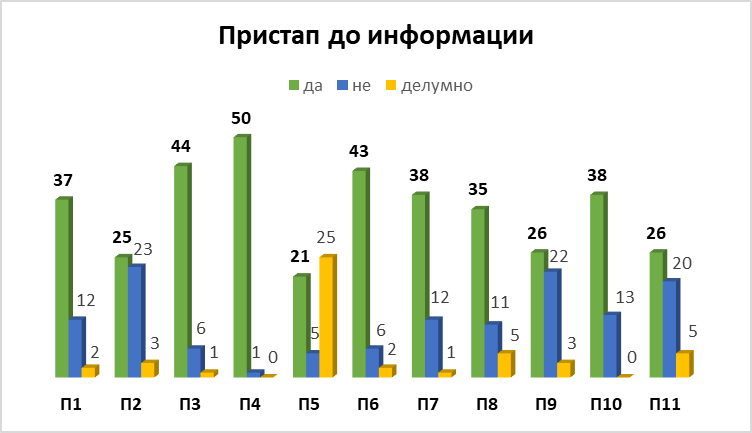 Пристап до информации
да не делумно
37 12 2
25 23 3
44 6 1
50 1 0
21 5 25
43 6 2
38 12 1
35 11 5
26 22 3
38 13 0
26 20 5
П1 П2 П3 П4 П5 П6 П7 П8 П9 П10 П11